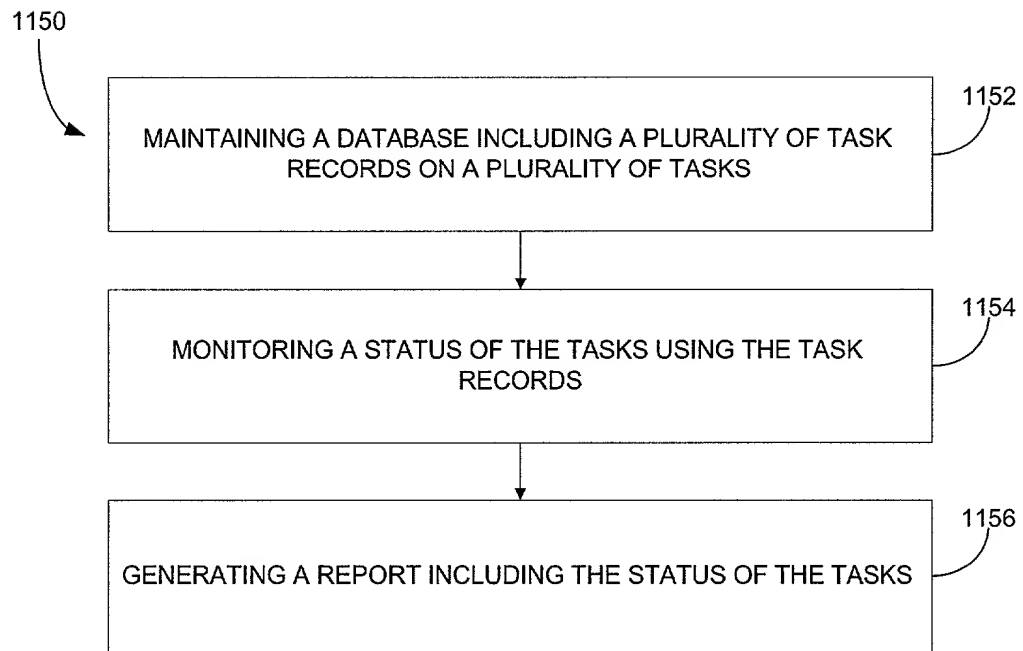 1150
1152
MAINTAINING A DATABASE INCLUDING A PLURALITY OF TASK
RECORDS ON A PLURALITY OF TASKS
1154
MONITORING A STATUS OF THE TASKS USING THE TASK
RECORDS
1156
GENERATING A REPORT INCLUDING THE STATUS OF THE TASKS